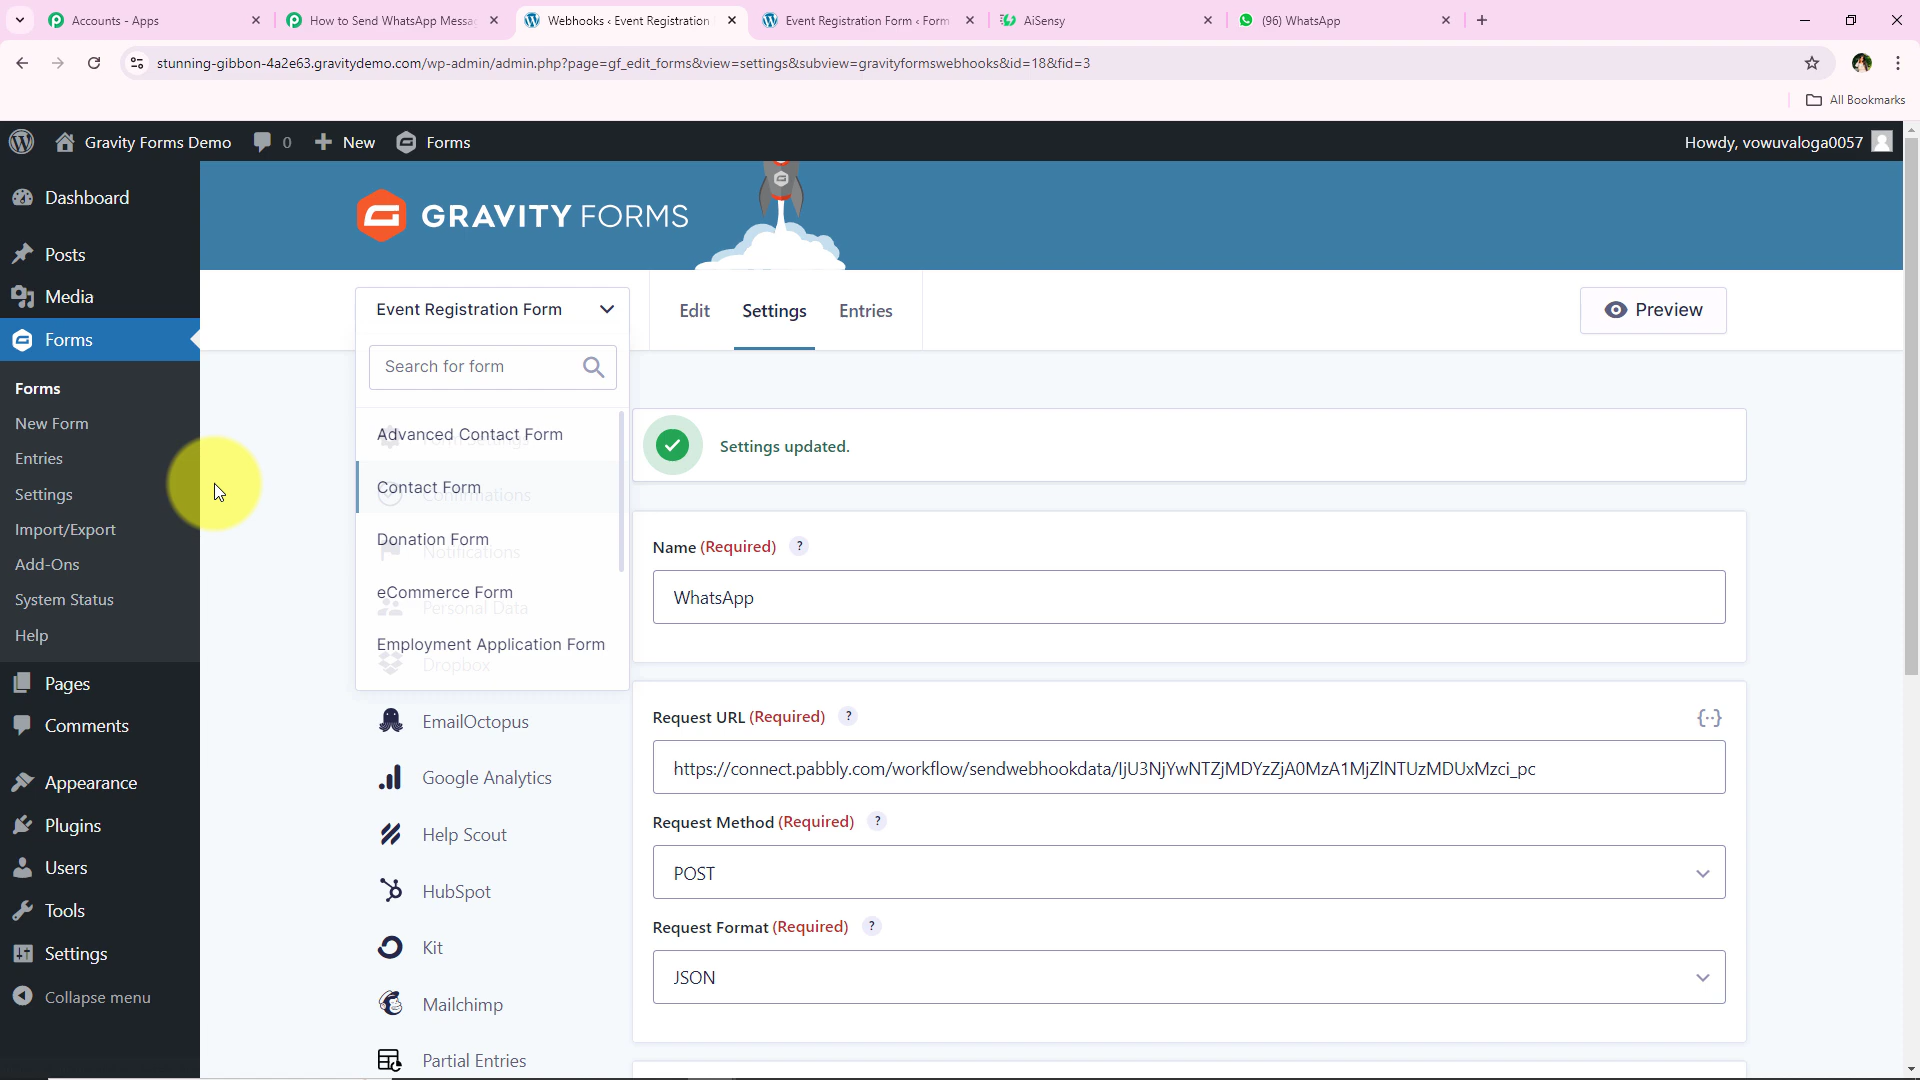 Accounts - Apps
How to Send WhatsApp Messa
Webhooks ‹ Event Registration
Event Registration Form ‹ Form
AiSensy
(96) WhatsApp
stunning-gibbon-4a2e63.gravitydemo.com/wp-admin/admin.php?page=gf_edit_forms&view=settings&subview=gravityformswebhooks&id=18&fid=3
All Bookmarks
Gravity Forms Demo
0
New
Forms
Howdy, vowuvaloga0057
Dashboard
Posts
Media
Forms
Forms
New Form
Entries
Settings
Import/Export
Add-Ons
System Status
Help
Pages
Comments
Appearance
Plugins
Users
Tools
Settings
Collapse menu
GRAVITY FORMS
Event Registration Form
Edit
Settings
Entries
Preview
Search for form
Advanced Contact Form
Contact Form
Confirmations
Donation Form
Notifications
eCommerce Form
Personal Data
Employment Application Form
Dropbox
EmailOctopus
Google Analytics
Help Scout
HubSpot
Kit
Mailchimp
Partial Entries
Settings updated.
Name (Required) ?
WhatsApp
Request URL (Required) ?
https://connect.pabbly.com/workflow/sendwebhookdata/IjU3NjYwNTZjMDYzZjA0MzA1MjZlNTUzMDUxMzci_pc
Request Method (Required) ?
POST
Request Format (Required) ?
JSON